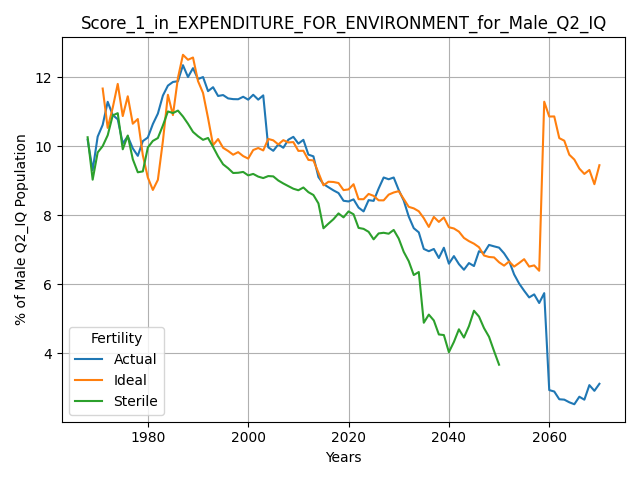 Score_1_in_EXPENDITURE_FOR_ENVIRONMENT_for_Male_Q2_IQ
% of Male Q2_IQ Population
12
10
8
6
4
Fertility
Actual
Ideal
Sterile
1980 2000 2020 2040 2060
Years